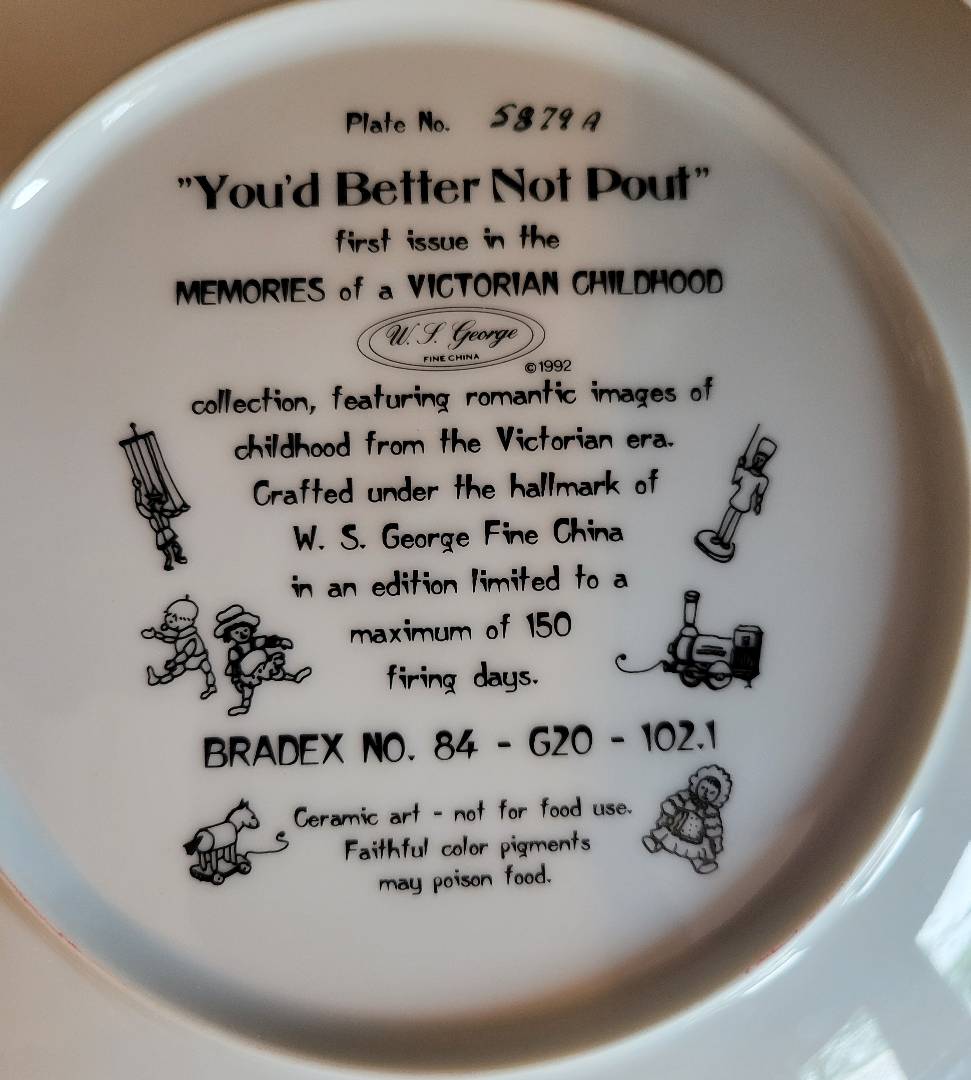 Plate No. 5879A
"You'd Better Not Pout"
first issue in the
MEMORIES of a VICTORIAN CHILDHOOD
W. S. George
FINE CHINA
©1992
collection, featuring romantic images of
childhood from the Victorian era.
Crafted under the hallmark of
W. S. George Fine China
in an edition limited to a
maximum of 150
firing days.
BRADEX NO. 84 - G20 - 102.1
Ceramic art - not for food use.
Faithful color pigments
may poison food.